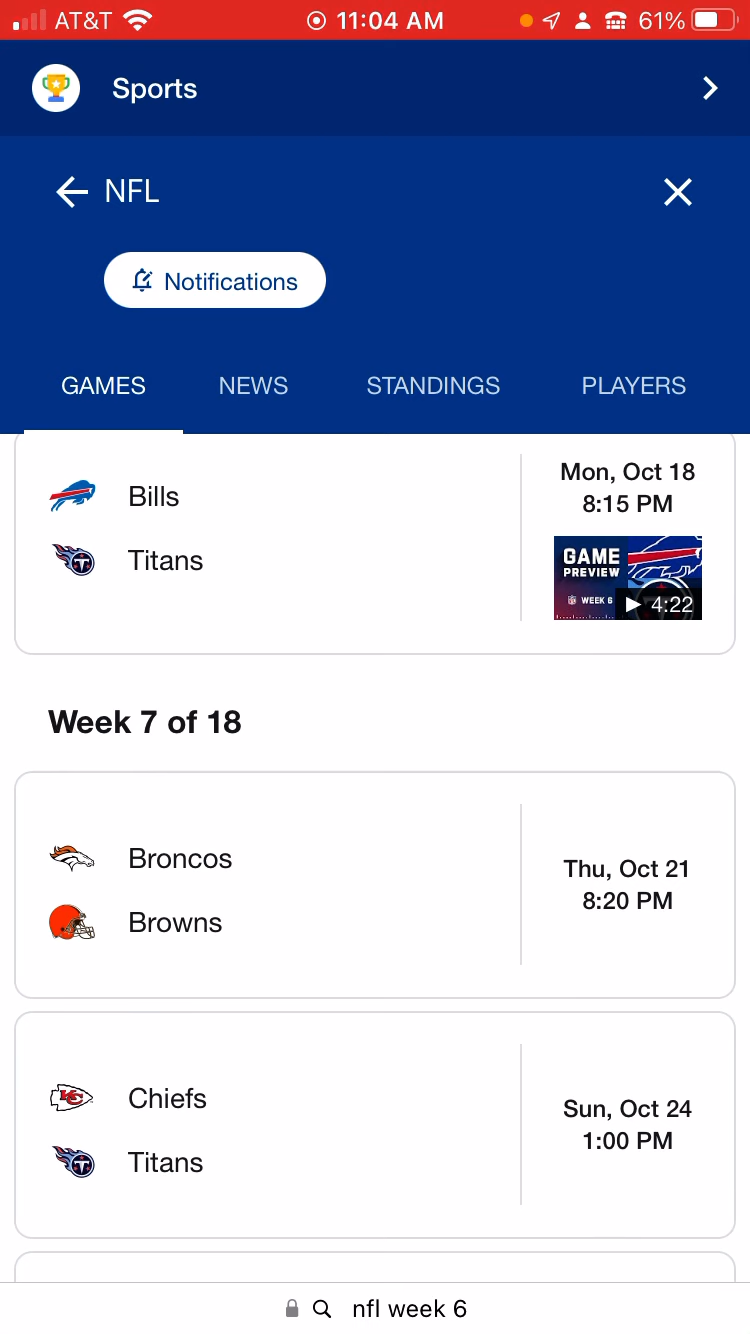 AT&T 11:04 AM 61%
Sports
NFL
Notifications
GAMES NEWS STANDINGS PLAYERS
Bills
Titans
Mon, Oct 18
8:15 PM
GAME
PREVIEW
WEEK 6
4:22
Week 7 of 18
Broncos
Browns
Thu, Oct 21
8:20 PM
Chiefs
Titans
Sun, Oct 24
1:00 PM
nfl week 6